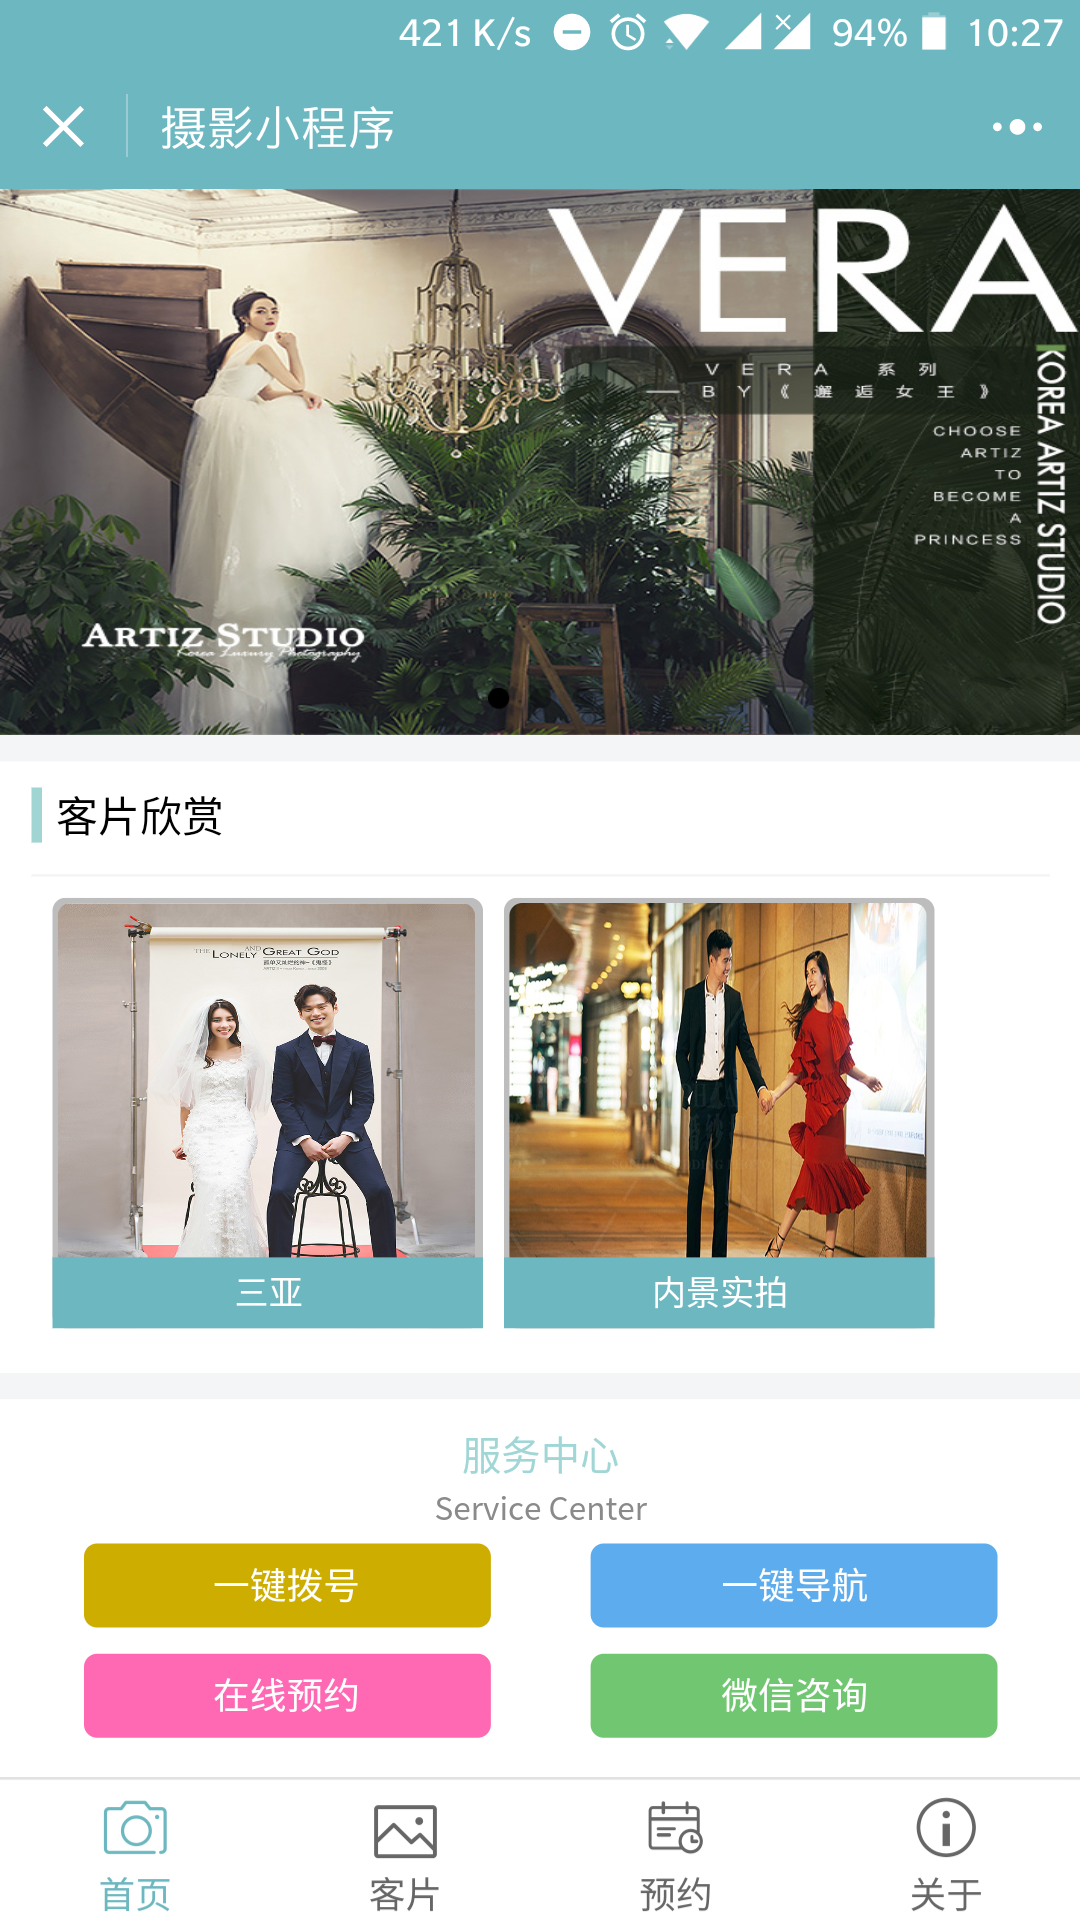 421 K/s 94% 10:27
摄影小程序
VERA
VERA 系列
BY《邂逅女王》
CHOOSE
ARTIZ
TO
BECOME
A
PRINCESS
KOREA ARTIZ STUDIO
ARTIZ STUDIO
Korea Luxury Photography
客片欣赏
THE LONELY AND GREAT GOD
三亚
内景实拍
服务中心
Service Center
一键拨号
一键导航
在线预约
微信咨询
首页
客片
预约
关于